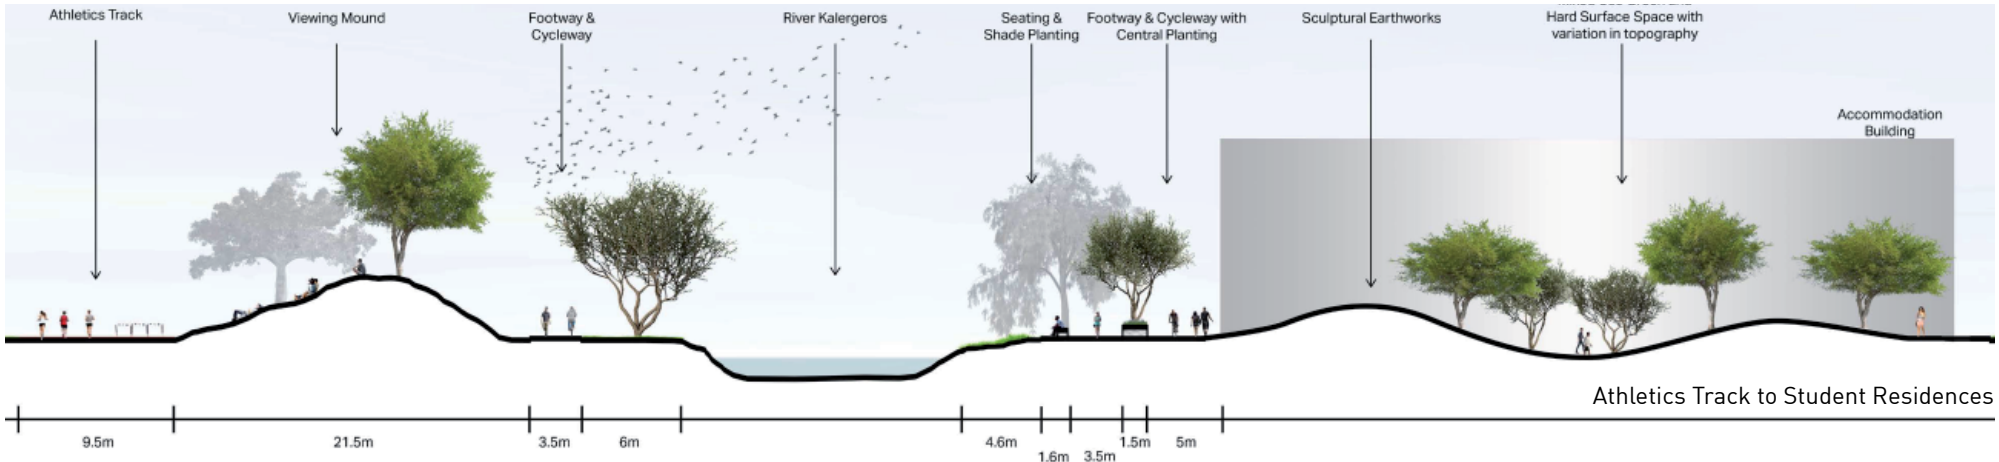 Athletics Track
Viewing Mound
Footway &
Cycleway
River Kalergeros
Seating &
Shade Planting
Footway & Cycleway with
Central Planting
Sculptural Earthworks
Hard Surface Space with
variation in topography
Accommodation
Building
Athletics Track to Student Residences
9.5m
21.5m
3.5m
6m
4.6m
1.6m
3.5m
1.5m
5m